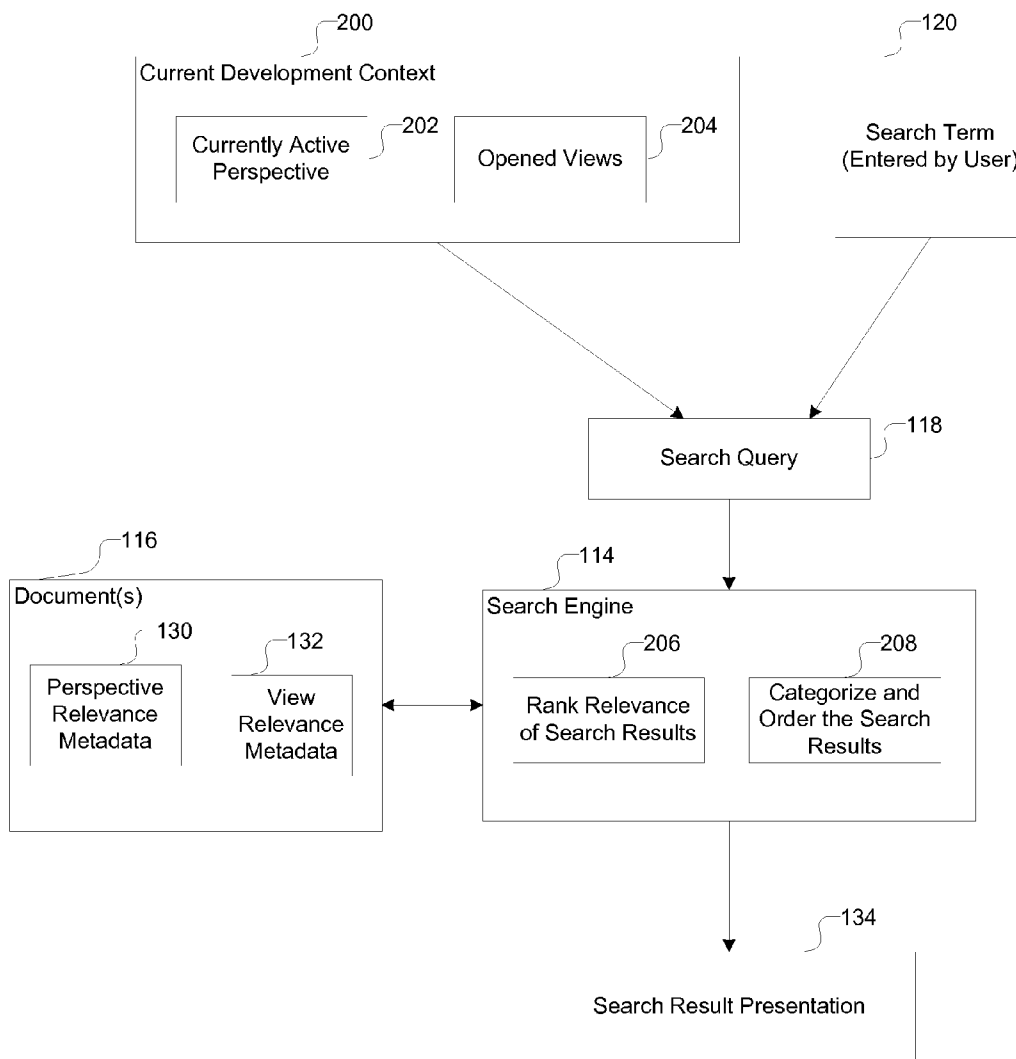 200
120
Current Development Context
Currently Active
Perspective
202
Opened Views
204
Search Term
(Entered by User)
Search Query
118
116
114
Document(s)
130
Perspective
Relevance
Metadata
132
View
Relevance
Metadata
Search Engine
206
Rank Relevance
of Search Results
208
Categorize and
Order the Search
Results
134
Search Result Presentation